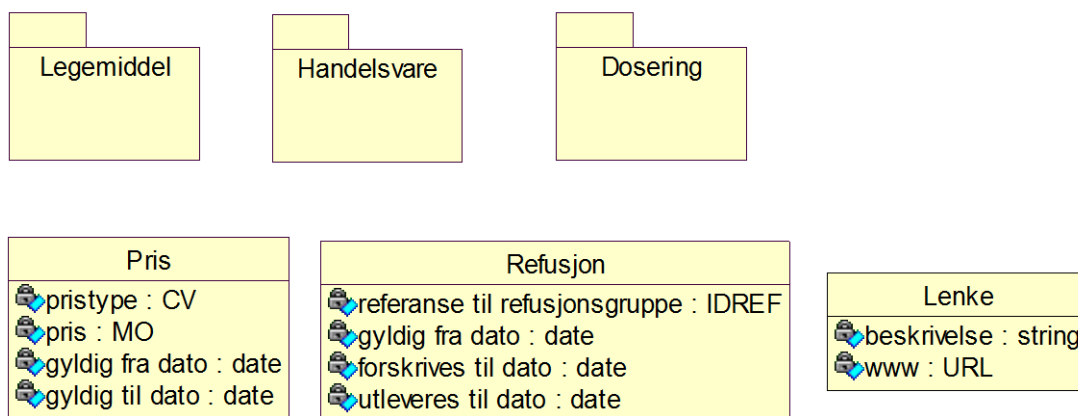 Legemiddel
Handelsvare
Dosering
Pris
pristype : CV
pris : MO
gyldig fra dato : date
gyldig til dato : date
Refusjon
referanse til refusjonsgruppe : IDREF
gyldig fra dato : date
forskrives til dato : date
utleveres til dato : date
Lenke
beskrivelse : string
www : URL